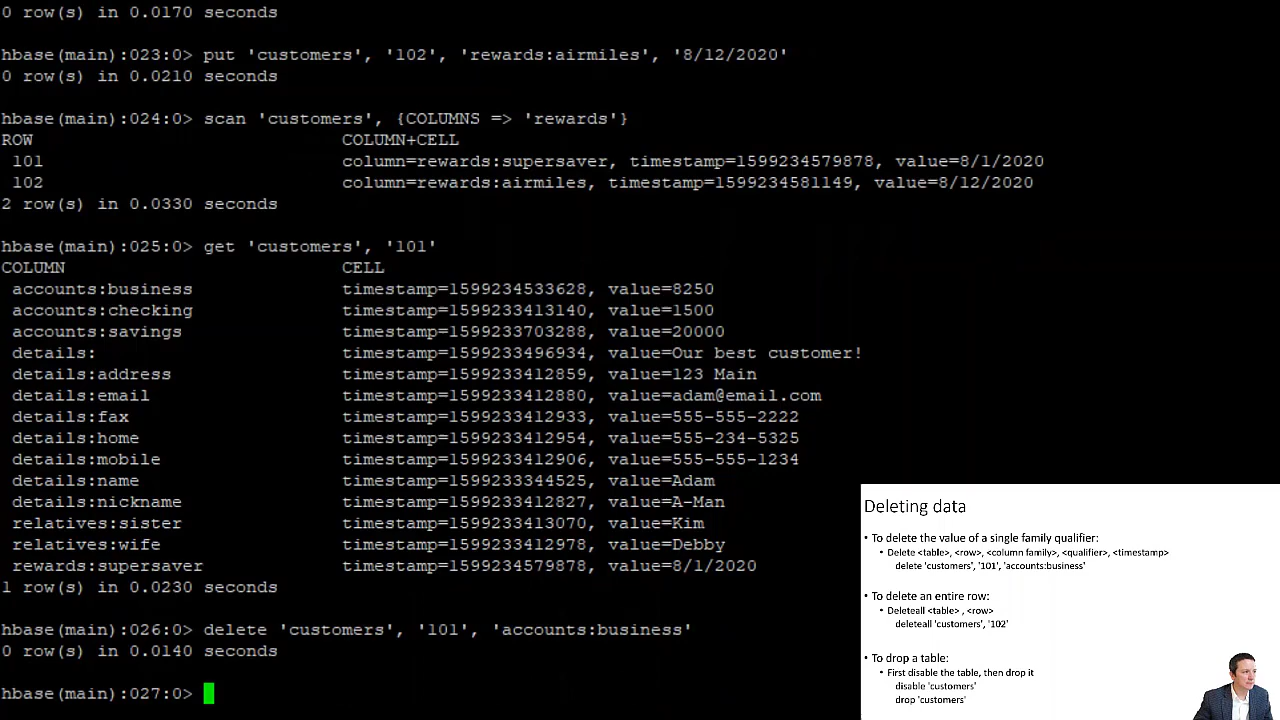 0 row(s) in 0.0170 seconds
hbase(main):023:0> put 'customers', '102', 'rewards:airmiles', '8/12/2020'
0 row(s) in 0.0210 seconds
hbase(main):024:0> scan 'customers', {COLUMNS => 'rewards'}
ROW COLUMN+CELL
101 column=rewards:supersaver, timestamp=1599234579878, value=8/1/2020
102 column=rewards:airmiles, timestamp=1599234581149, value=8/12/2020
2 row(s) in 0.0330 seconds
hbase(main):025:0> get 'customers', '101'
COLUMN CELL
accounts:business timestamp=1599234533628, value=8250
accounts:checking timestamp=1599233413140, value=1500
accounts:savings timestamp=1599233703288, value=20000
details: timestamp=1599233496934, value=Our best customer!
details:address timestamp=1599233412859, value=123 Main
details:email timestamp=1599233412880, value=adam@email.com
details:fax timestamp=1599233412933, value=555-555-2222
details:home timestamp=1599233412954, value=555-234-5325
details:mobile timestamp=1599233412906, value=555-555-1234
details:name timestamp=1599233344525, value=Adam
details:nickname timestamp=1599233412827, value=A-Man
relatives:sister timestamp=1599233413070, value=Kim
relatives:wife timestamp=1599233412978, value=Debby
rewards:supersaver timestamp=1599234579878, value=8/1/2020
1 row(s) in 0.0230 seconds
hbase(main):026:0> delete 'customers', '101', 'accounts:business'
0 row(s) in 0.0140 seconds
hbase(main):027:0>
Deleting data
• To delete the value of a single family qualifier:
• Delete <table>, <row>, <column family>, <qualifier>, <timestamp>
delete 'customers', '101', 'accounts:business'
• To delete an entire row:
• Deleteall <table> , <row>
deleteall 'customers', '102'
• To drop a table:
• First disable the table, then drop it
disable 'customers'
drop 'customers'